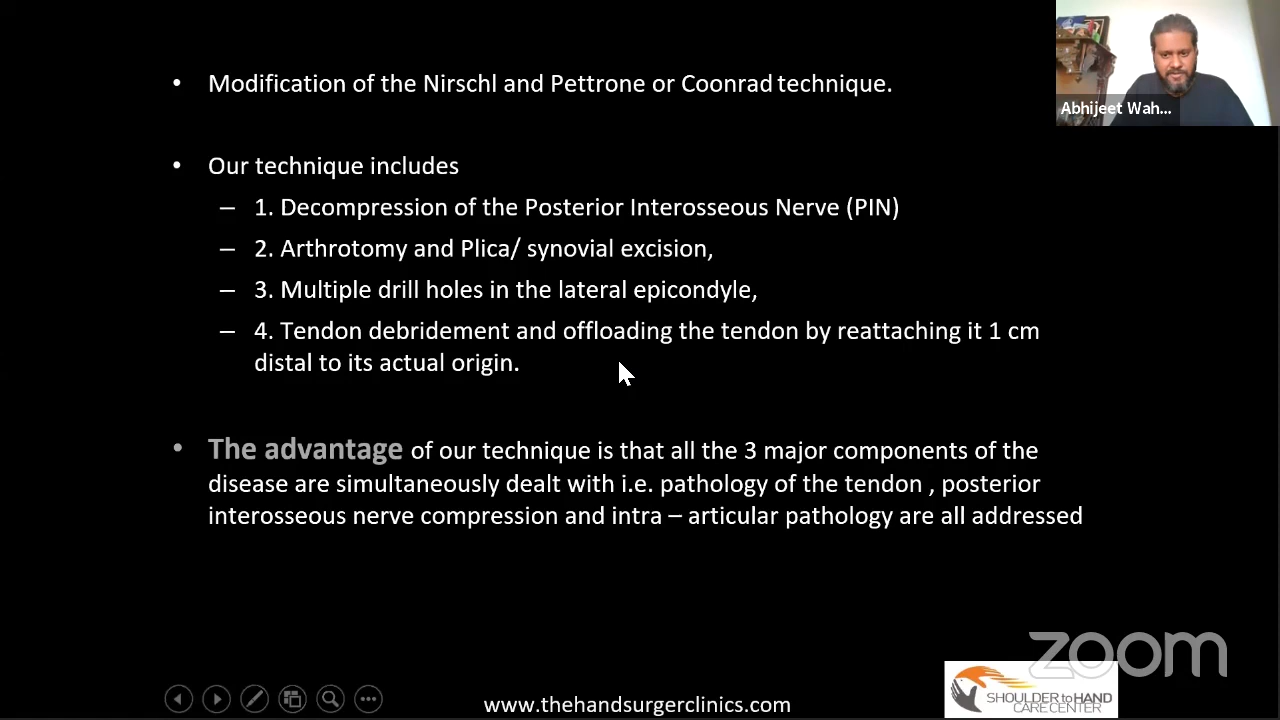 • Modification of the Nirschl and Pettrone or Coonrad technique.
Abhijeet Wah...
• Our technique includes
– 1. Decompression of the Posterior Interosseous Nerve (PIN)
– 2. Arthrotomy and Plica/ synovial excision,
– 3. Multiple drill holes in the lateral epicondyle,
– 4. Tendon debridement and offloading the tendon by reattaching it 1 cm
distal to its actual origin.
• The advantage of our technique is that all the 3 major components of the
disease are simultaneously dealt with i.e. pathology of the tendon , posterior
interosseous nerve compression and intra – articular pathology are all addressed
zoom
SHOULDER to HAND
CARE CENTER
www.thehandsurgerclinics.com